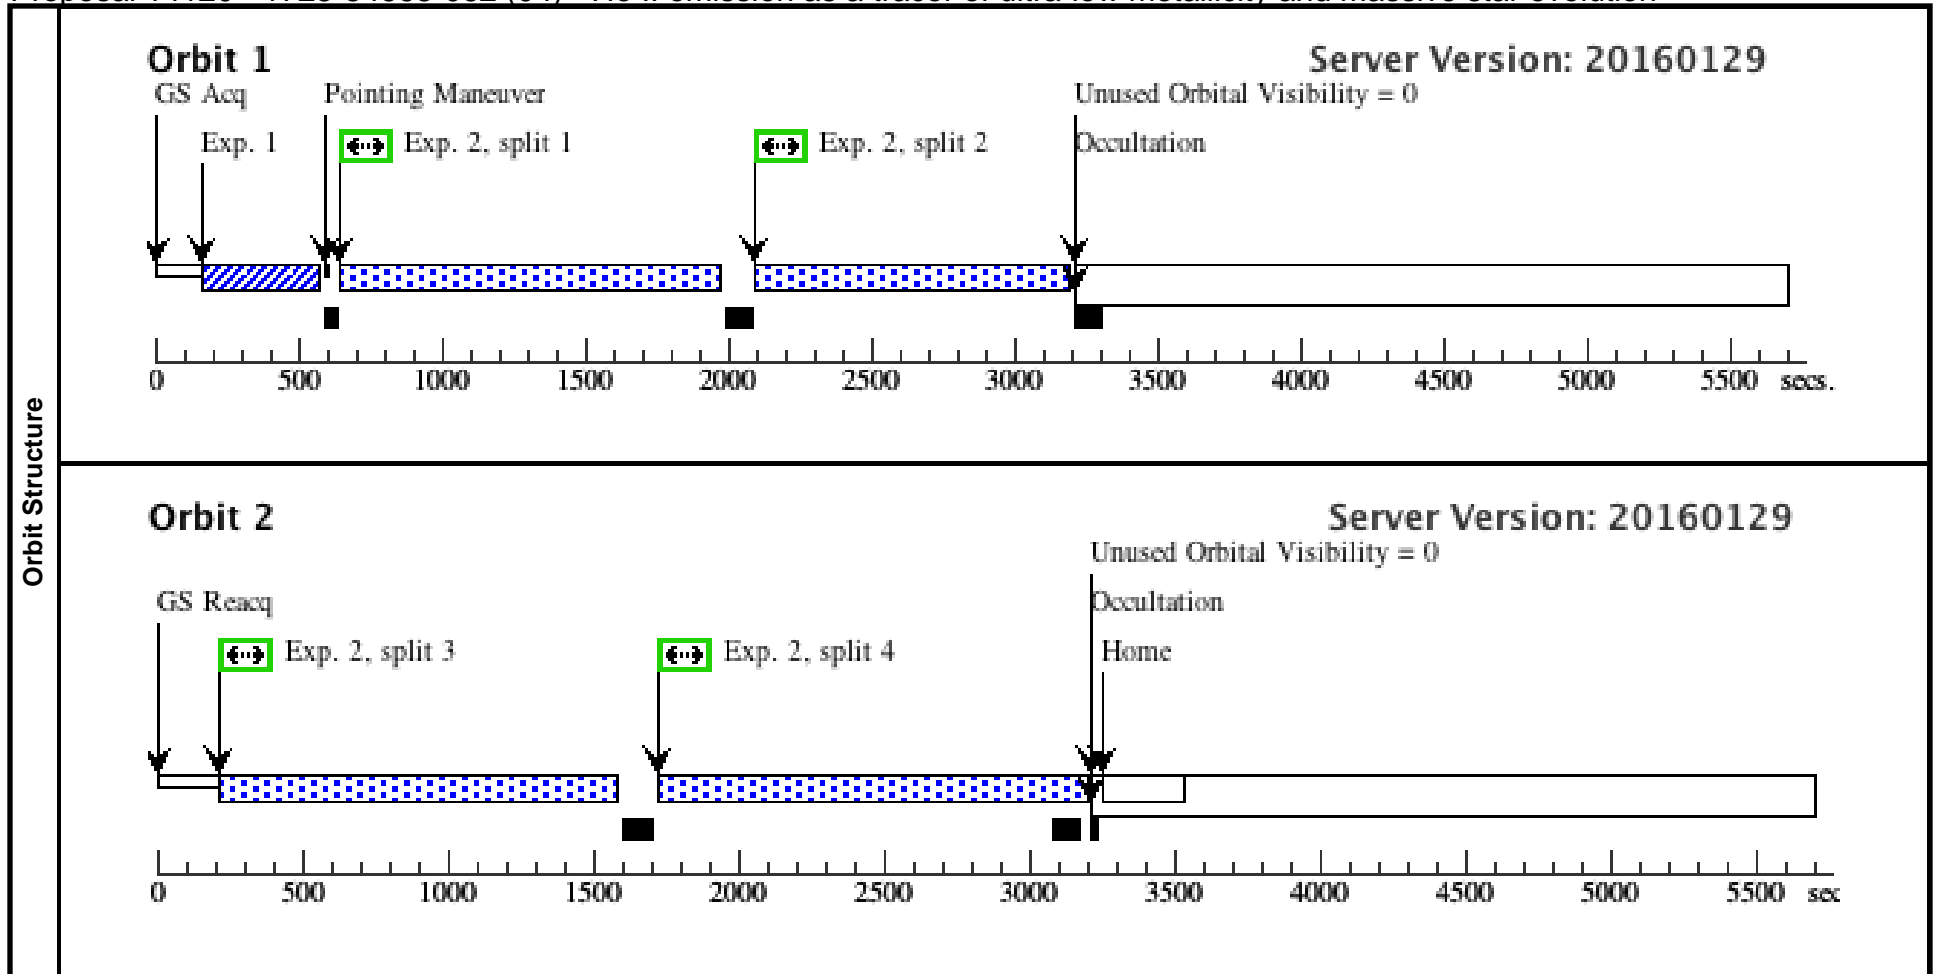 Orbit 1
Server Version: 20160129
GS Acq
Pointing Maneuver
Unused Orbital Visibility = 0
Exp. 1
Exp. 2, split 1
Exp. 2, split 2
Occultation
0 500 1000 1500 2000 2500 3000 3500 4000 4500 5000 5500 secs.
Orbit Structure
Orbit 2
Server Version: 20160129
Unused Orbital Visibility = 0
GS Reacq
Occultation
Exp. 2, split 3
Exp. 2, split 4
Home
0 500 1000 1500 2000 2500 3000 3500 4000 4500 5000 5500 sec